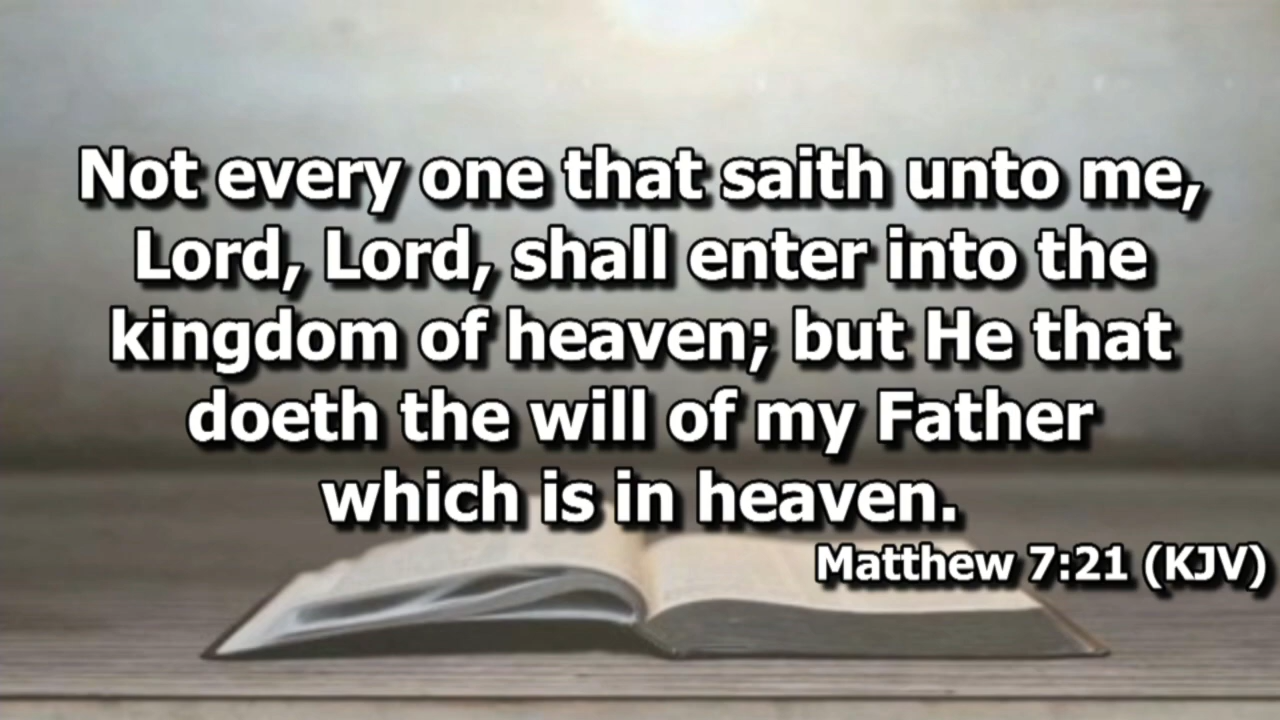 Not every one that saith unto me,
Lord, Lord, shall enter into the
kingdom of heaven; but He that
doeth the will of my Father
which is in heaven.
Matthew 7:21 (KJV)